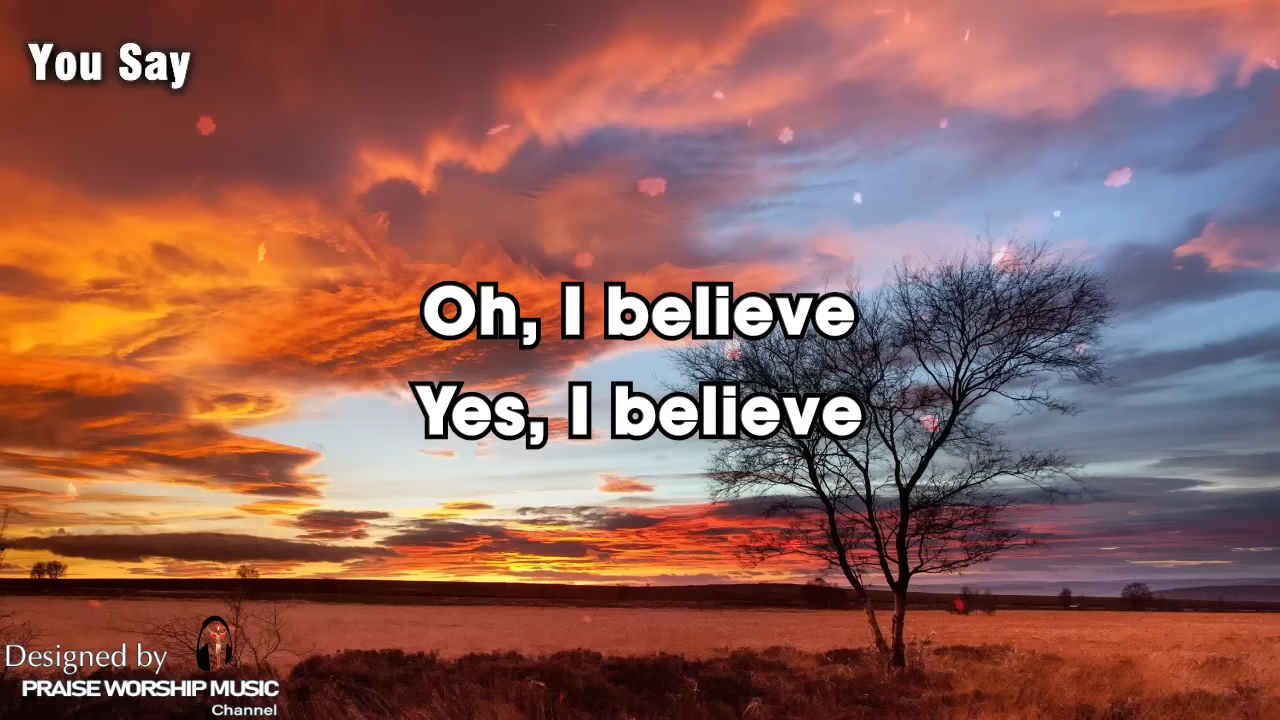 You Say
Oh, I believe
Yes, I believe
Designed by
PRAISE WORSHIP MUSIC
Channel